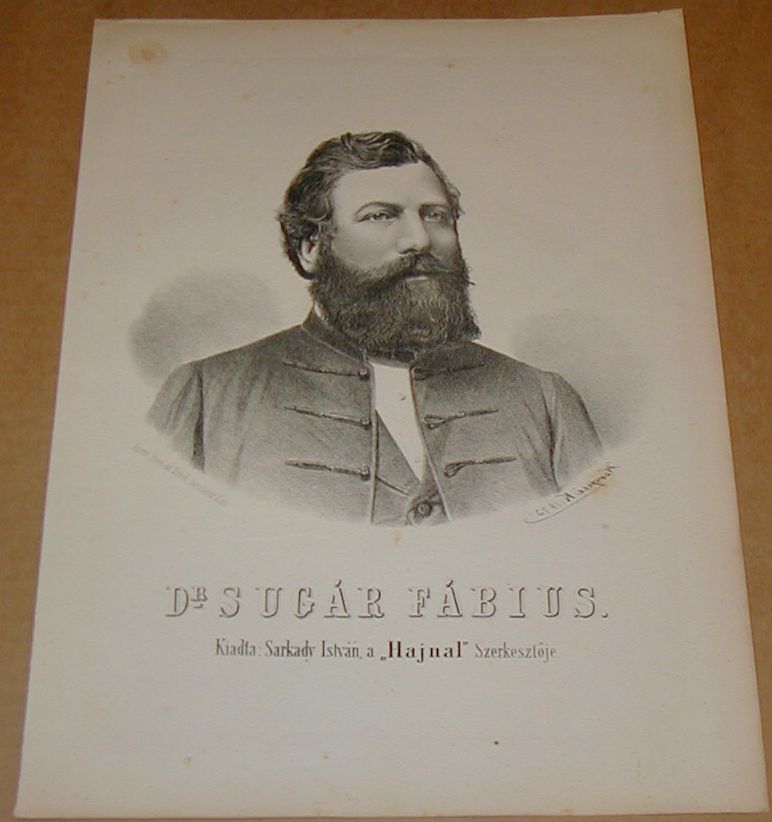 DR SUGÁR FÁBIUS.
Kiadta: Sarkady István, a „Hajnal" Szerkesztője